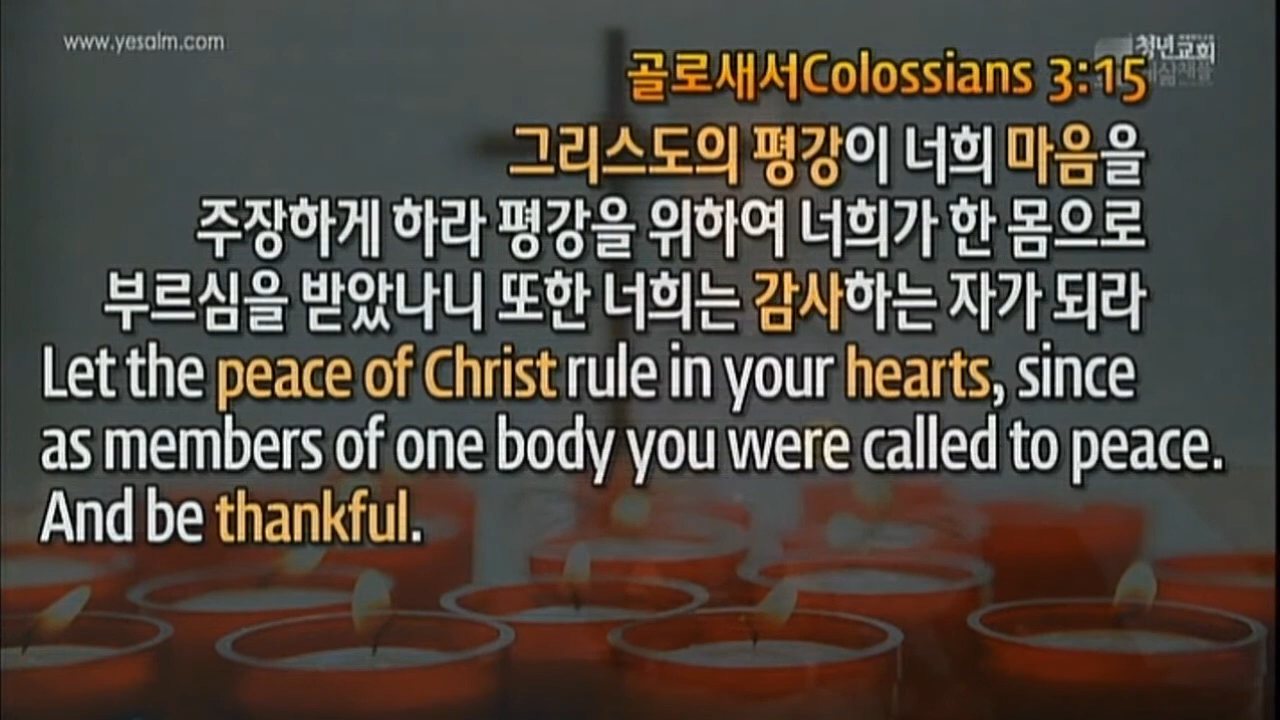 www.yesalm.com
청년교회
골로새서Colossians 3:15
그리스도의 평강이 너희 마음을
주장하게 하라 평강을 위하여 너희가 한 몸으로
부르심을 받았나니 또한 너희는 감사하는 자가 되라
Let the peace of Christ rule in your hearts, since
as members of one body you were called to peace.
And be thankful.